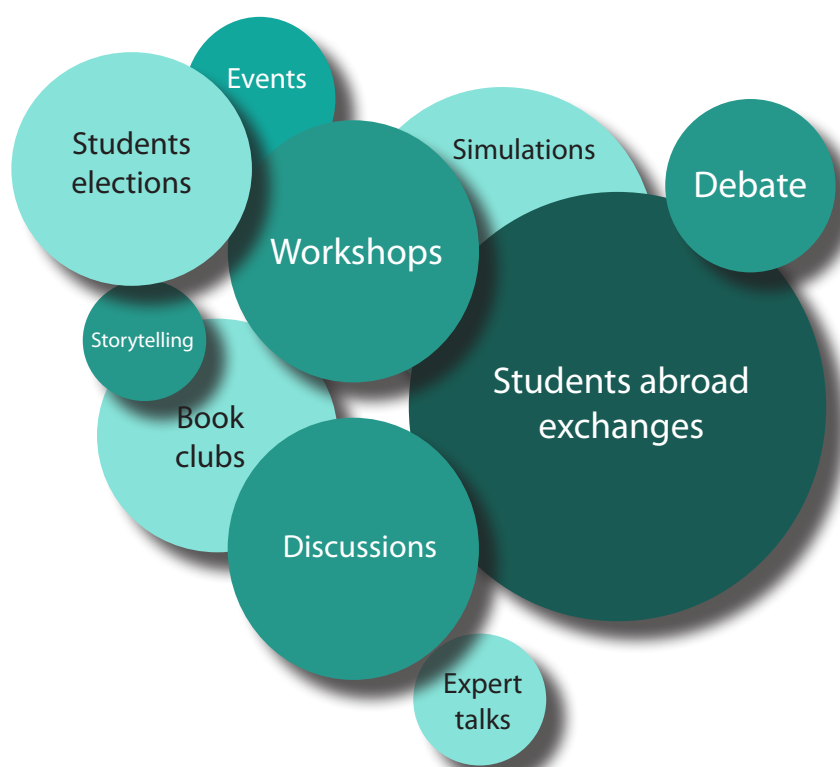 Events
Students
elections
Simulations
Debate
Workshops
Storytelling
Students abroad
exchanges
Book
clubs
Discussions
Expert
talks